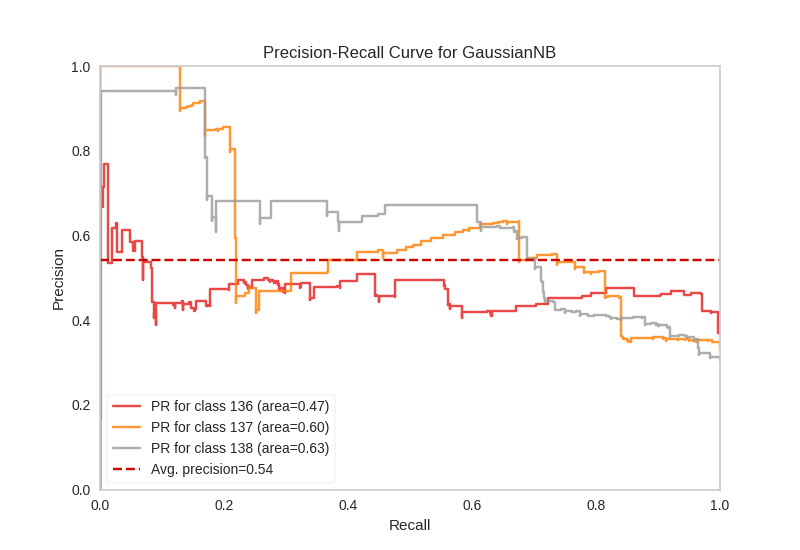 Precision-Recall Curve for GaussianNB
1.0
0.8
0.6
0.4
0.2
0.0
Precision
PR for class 136 (area=0.47)
PR for class 137 (area=0.60)
PR for class 138 (area=0.63)
Avg. precision=0.54
0.0 0.2 0.4 0.6 0.8 1.0
Recall